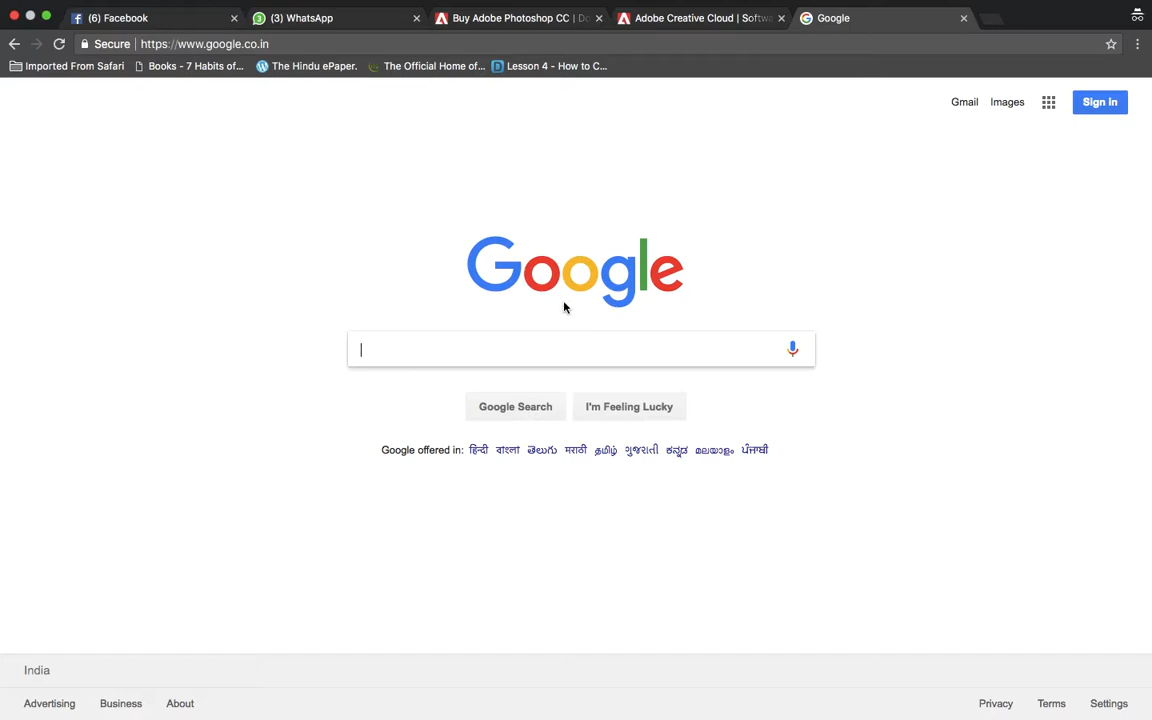 (6) Facebook (3) WhatsApp Buy Adobe Photoshop CC | Do Adobe Creative Cloud | Softwa Google
Secure https://www.google.co.in
Imported From Safari Books - 7 Habits of... The Hindu ePaper. The Official Home of... Lesson 4 - How to C...
Gmail Images Sign in
Google
Google Search I'm Feeling Lucky
Google offered in: हिन्दी বাংলা తెలుగు मराठी தமிழ் ગુજરાતી ಕನ್ನಡ മലയാളം ਪੰਜਾਬੀ
India
Advertising Business About Privacy Terms Settings